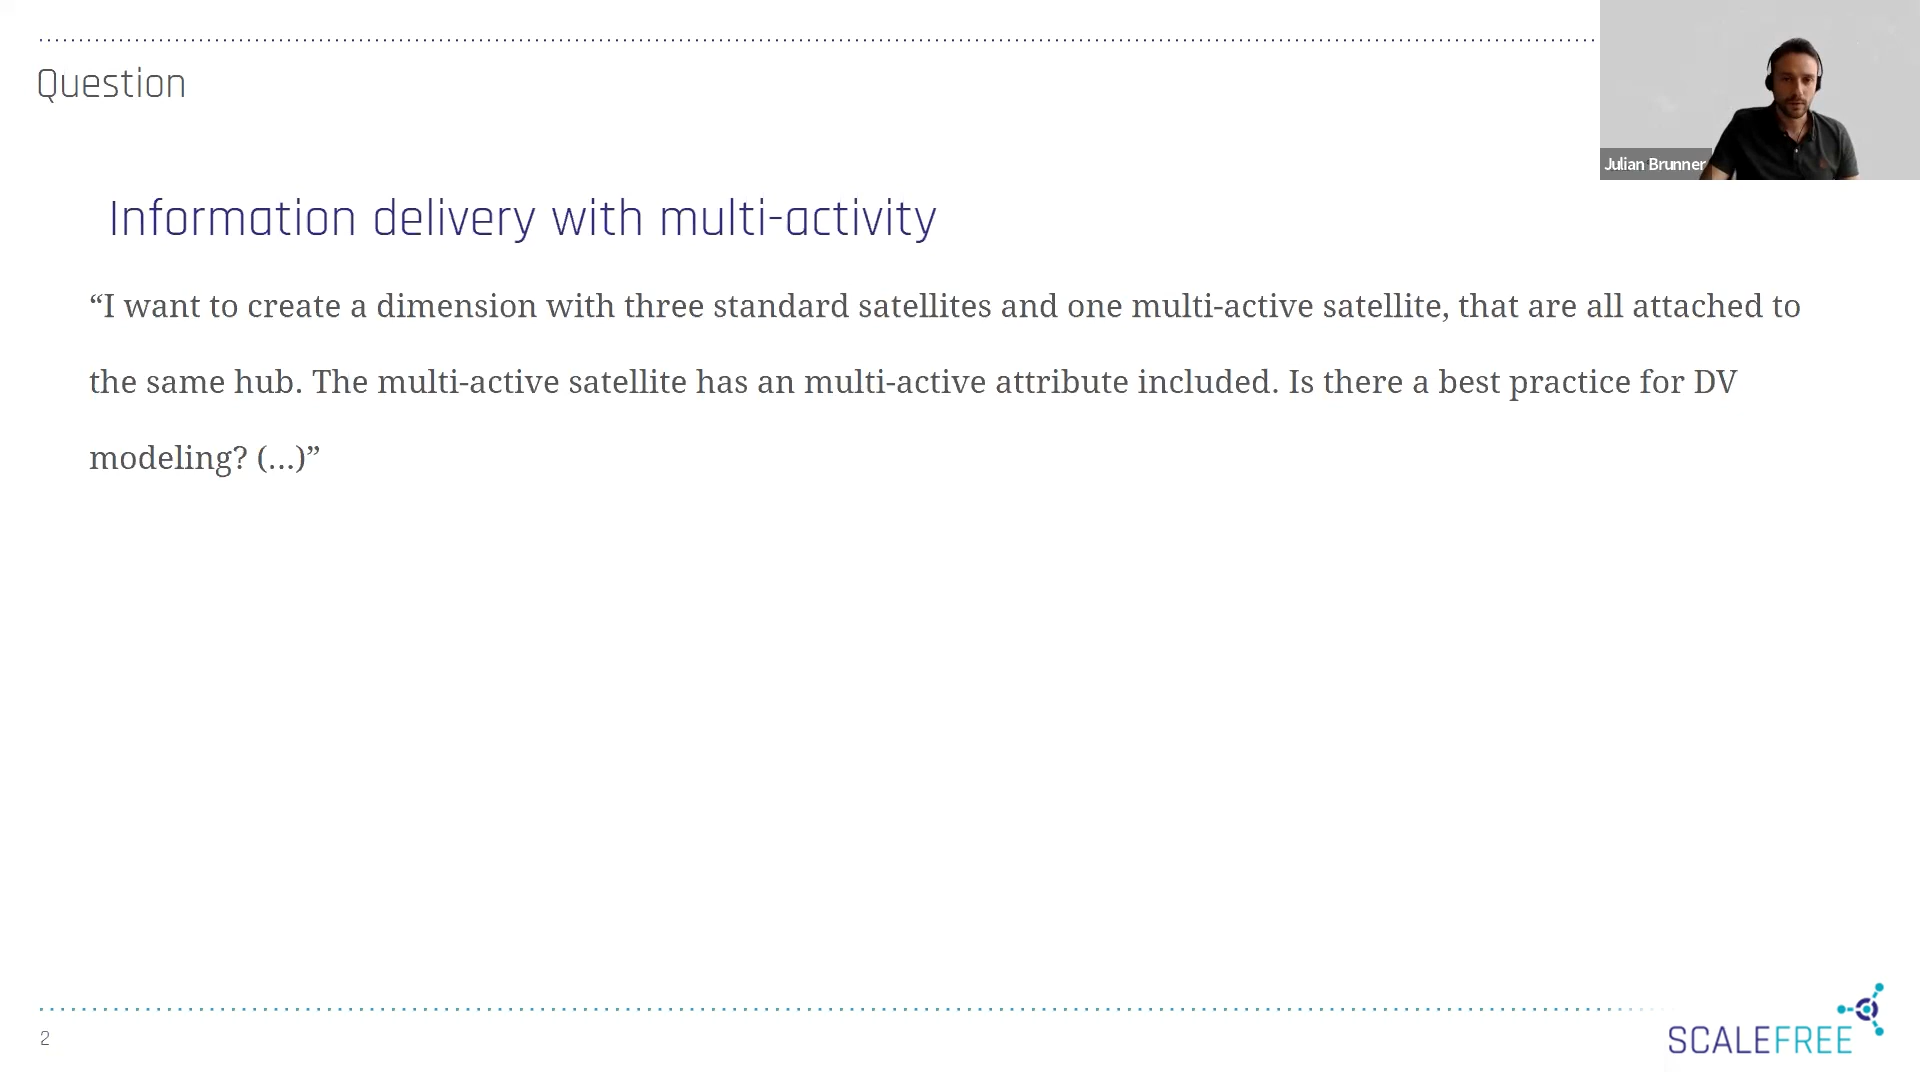 Question
Julian Brunner
Information delivery with multi-activity
“I want to create a dimension with three standard satellites and one multi-active satellite, that are all attached to
the same hub. The multi-active satellite has an multi-active attribute included. Is there a best practice for DV
modeling? (...)”
2
SCALEFREE